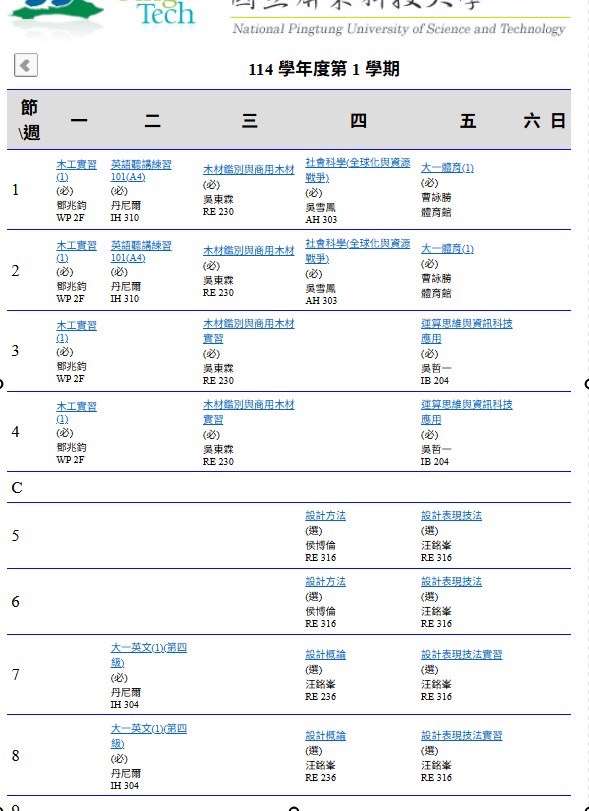 Tech
National Pingtung University of Science and Technology
114 學年度第 1 學期
節\週 一 二 三 四 五 六 日
1
木工實習(1)
(必)
鄧兆鈞
WP 2F
英語聽講練習101(A4)
(必)
丹尼爾
IH 310
木材鑑別與商用木材
(必)
吳東霖
RE 230
社會科學(全球化與資源戰爭)
(必)
吳雪鳳
AH 303
大一體育(1)
(必)
曹詠勝
體育館
2
木工實習(1)
(必)
鄧兆鈞
WP 2F
英語聽講練習101(A4)
(必)
丹尼爾
IH 310
木材鑑別與商用木材
(必)
吳東霖
RE 230
社會科學(全球化與資源戰爭)
(必)
吳雪鳳
AH 303
大一體育(1)
(必)
曹詠勝
體育館
3
木工實習(1)
(必)
鄧兆鈞
WP 2F
木材鑑別與商用木材實習
(必)
吳東霖
RE 230
運算思維與資訊科技應用
(必)
吳哲一
IB 204
4
木工實習(1)
(必)
鄧兆鈞
WP 2F
木材鑑別與商用木材實習
(必)
吳東霖
RE 230
運算思維與資訊科技應用
(必)
吳哲一
IB 204
C
5
設計方法
(選)
侯博倫
RE 316
設計表現技法
(選)
汪銘峯
RE 316
6
設計方法
(選)
侯博倫
RE 316
設計表現技法
(選)
汪銘峯
RE 316
7
大一英文(1)(第四級)
(必)
丹尼爾
IH 304
設計概論
(選)
汪銘峯
RE 236
設計表現技法實習
(選)
汪銘峯
RE 316
8
大一英文(1)(第四級)
(必)
丹尼爾
IH 304
設計概論
(選)
汪銘峯
RE 236
設計表現技法實習
(選)
汪銘峯
RE 316